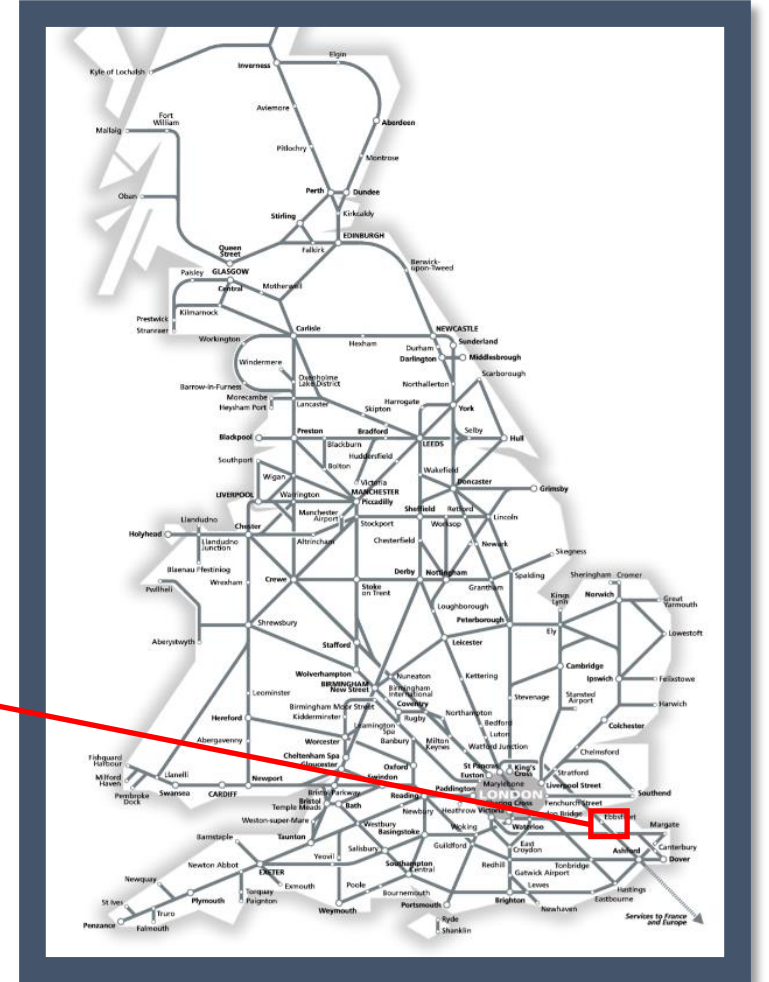 Elgin
Inverness
Kyle of Lochalsh
Aviemore
Fort
William
Aberdeen
Mallaig
Pitlochry
Montrose
Perth
Dundee
Oban
Stirling
Kirkcaldy
EDINBURGH
Queen
Street
Falkirk
Berwick-
upon-Tweed
Paisley
GLASGOW
Central
Motherwell
Prestwick
Kilmarnock
Stranraer
Carlisle
NEWCASTLE
Workington
Hexham
Sunderland
Durham
Darlington
Middlesbrough
Windermere
Scarborough
Oxenholme
Lake District
Barrow-in-Furness
Northallerton
Morecambe
Heysham Port
Lancaster
Harrogate
Skipton
York
Blackpool
Preston
Bradford
LEEDS
Selby
Hull
Blackburn
Huddersfield
Southport
Bolton
Wakefield
Wigan
Victoria
MANCHESTER
Piccadilly
Doncaster
Grimsby
LIVERPOOL
Warrington
Sheffield
Retford
Manchester
Airport
Llandudno
Chester
Stockport
Worksop
Lincoln
Holyhead
Llandudno
Junction
Altrincham
Chesterfield
Newark
Skegness
Blaenau Ffestiniog
Derby
Nottingham
Pwllheli
Wrexham
Crewe
Stoke
on Trent
Grantham
Spalding
Sheringham
Cromer
Kings
Lynn
Norwich
Great
Yarmouth
Loughborough
Peterborough
Shrewsbury
Ely
Lowestoft
Aberystwyth
Stafford
Leicester
Cambridge
Wolverhampton
Nuneaton
Kettering
BIRMINGHAM
New Street
Birmingham
International
Ipswich
Felixstowe
Leominster
Coventry
Stevenage
Stansted
Airport
Birmingham Moor Street
Harwich
Hereford
Kidderminster
Rugby
Northampton
Leamington
Spa
Bedford
Colchester
Abergavenny
Worcester
Banbury
Milton
Keynes
Luton
Watford Junction
Chelmsford
Cheltenham Spa
Fishguard
Harbour
Gloucester
Oxford
St Pancras
King's
Cross
Stratford
Swindon
Euston
Milford
Haven
Llanelli
Newport
Marylebone
Liverpool Street
Pembroke
Dock
Swansea
CARDIFF
Bristol Parkway
Paddington
LONDON
Southend
Bristol
Temple Meads
Bath
Reading
Fenchurch Street
Newbury
Heathrow
Victoria
Weston-super-Mare
Westbury
Waterloo
Margate
Barnstaple
Taunton
Basingstoke
Woking
East
Croydon
Canterbury
Salisbury
Guildford
Ashford
Yeovil
Redhill
Tonbridge
Dover
Newton Abbot
EXETER
Southampton
Central
Gatwick Airport
Newquay
Exmouth
Poole
Lewes
Hastings
Torquay
Paignton
Bournemouth
Eastbourne
St Ives
Plymouth
Weymouth
Portsmouth
Brighton
Newhaven
Truro
Ryde
Penzance
Falmouth
Shanklin
Services to France
and Europe